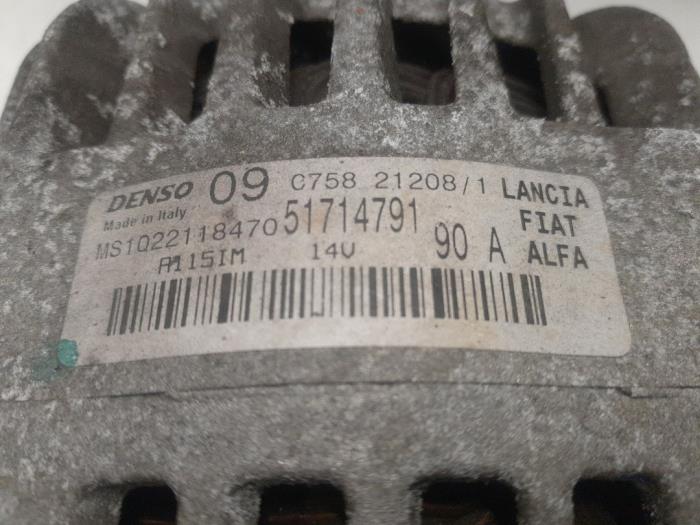 DENSO 09 C758 21208/1 LANCIA
Made in Italy FIAT
MS1022118470 51714791 90 A ALFA
A115IM 14V